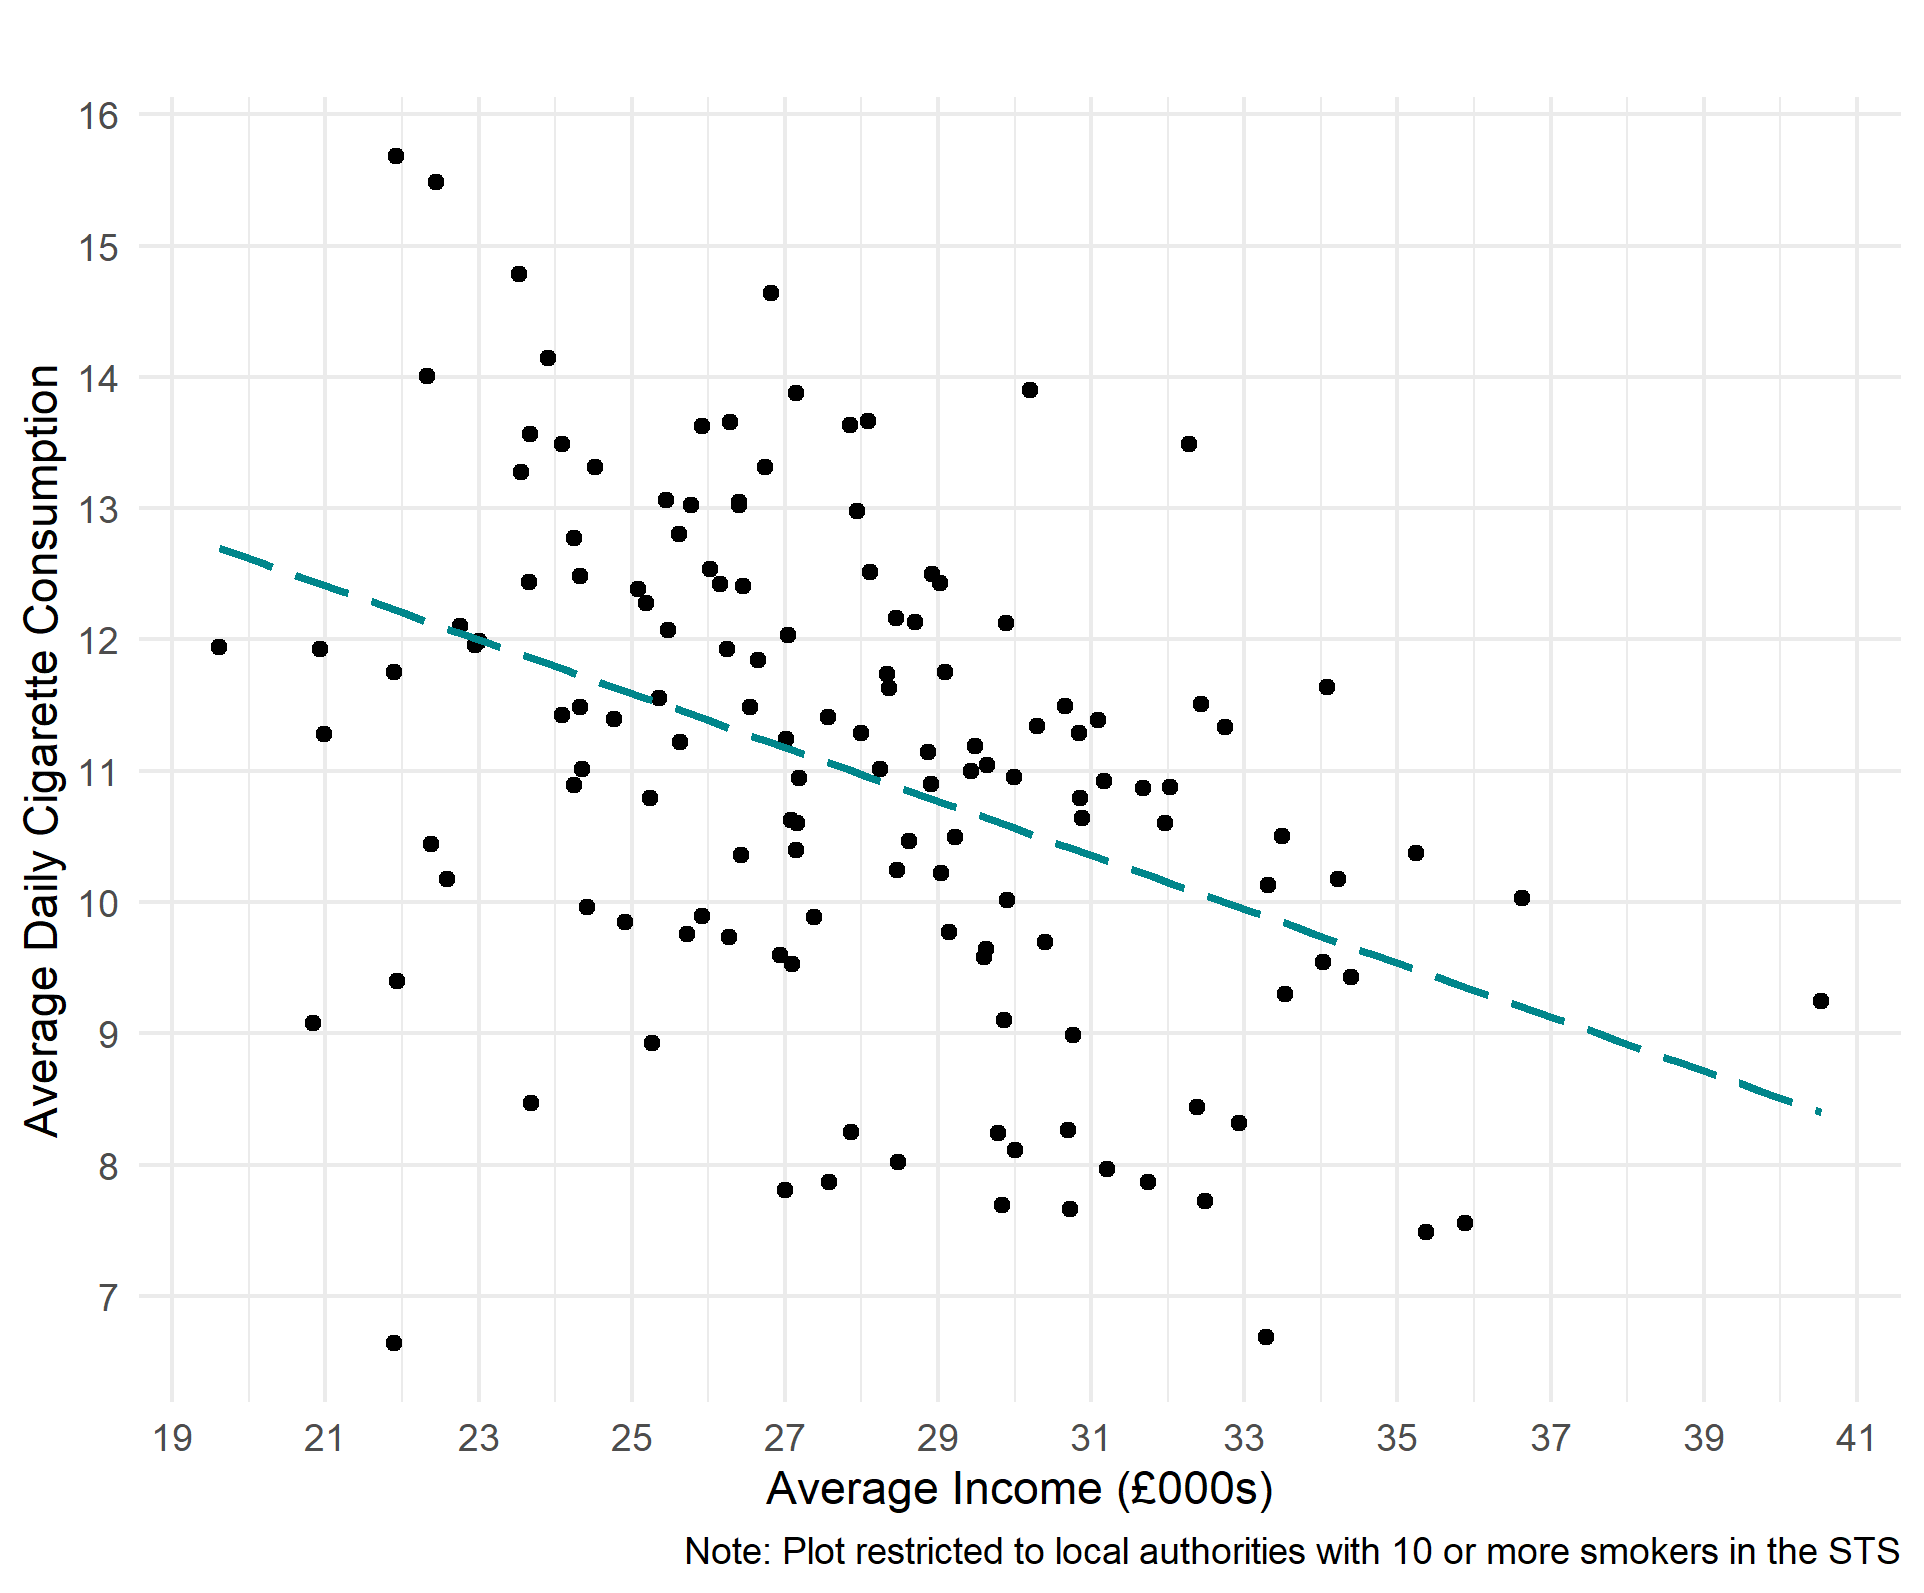 16
15
14
13
12
11
10
9
8
7
Average Daily Cigarette Consumption
19 21 23 25 27 29 31 33 35 37 39 41
Average Income (£000s)
Note: Plot restricted to local authorities with 10 or more smokers in the STS